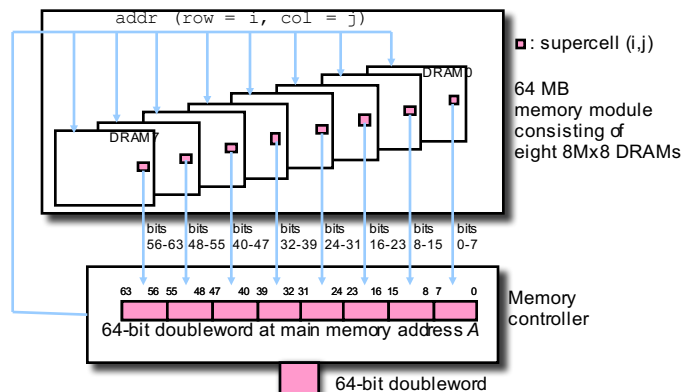 addr (row = i, col = j)
: supercell (i,j)
DRAM0
64 MB
memory module
consisting of
eight 8Mx8 DRAMs
DRAM7
bits
56-63
bits
48-55
bits
40-47
bits
32-39
bits
24-31
bits
16-23
bits
8-15
bits
0-7
63 56 55 48 47 40 39 32 31 24 23 16 15 8 7 0
64-bit doubleword at main memory address A
Memory
controller
64-bit doubleword